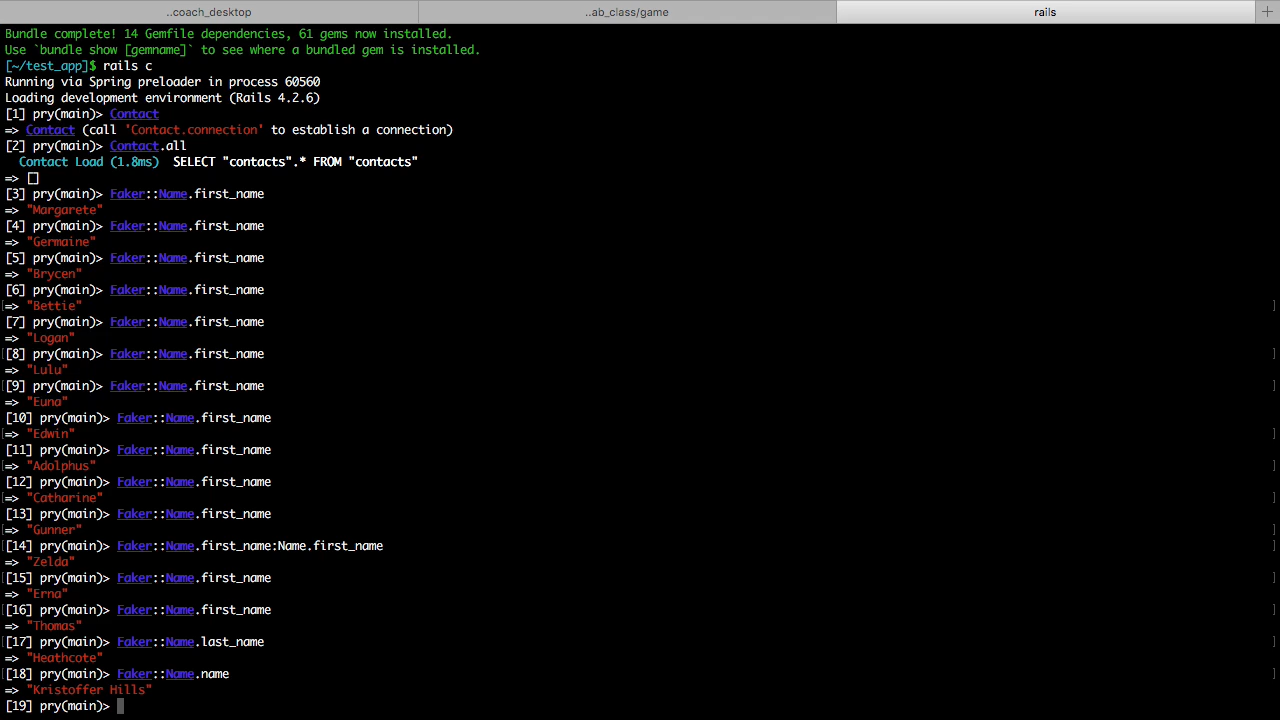 ..coach_desktop ..ab_class/game rails +
Bundle complete! 14 Gemfile dependencies, 61 gems now installed.
Use `bundle show [gemname]` to see where a bundled gem is installed.
[~/test_app]$ rails c
Running via Spring preloader in process 60560
Loading development environment (Rails 4.2.6)
[1] pry(main)> Contact
=> Contact (call 'Contact.connection' to establish a connection)
[2] pry(main)> Contact.all
  Contact Load (1.8ms)  SELECT "contacts".* FROM "contacts"
=> []
[3] pry(main)> Faker::Name.first_name
=> "Margarete"
[4] pry(main)> Faker::Name.first_name
=> "Germaine"
[5] pry(main)> Faker::Name.first_name
=> "Brycen"
[6] pry(main)> Faker::Name.first_name
[=> "Bettie" ]
[7] pry(main)> Faker::Name.first_name
=> "Logan"
[[8] pry(main)> Faker::Name.first_name ]
=> "Lulu"
[[9] pry(main)> Faker::Name.first_name ]
=> "Euna"
[10] pry(main)> Faker::Name.first_name
[=> "Edwin" ]
[11] pry(main)> Faker::Name.first_name
[=> "Adolphus" ]
[12] pry(main)> Faker::Name.first_name
[=> "Catharine" ]
[13] pry(main)> Faker::Name.first_name
[=> "Gunner" ]
[[14] pry(main)> Faker::Name.first_name:Name.first_name ]
=> "Zelda"
[[15] pry(main)> Faker::Name.first_name ]
=> "Erna"
[[16] pry(main)> Faker::Name.first_name ]
=> "Thomas"
[[17] pry(main)> Faker::Name.last_name ]
=> "Heathcote"
[[18] pry(main)> Faker::Name.name ]
=> "Kristoffer Hills"
[19] pry(main)>